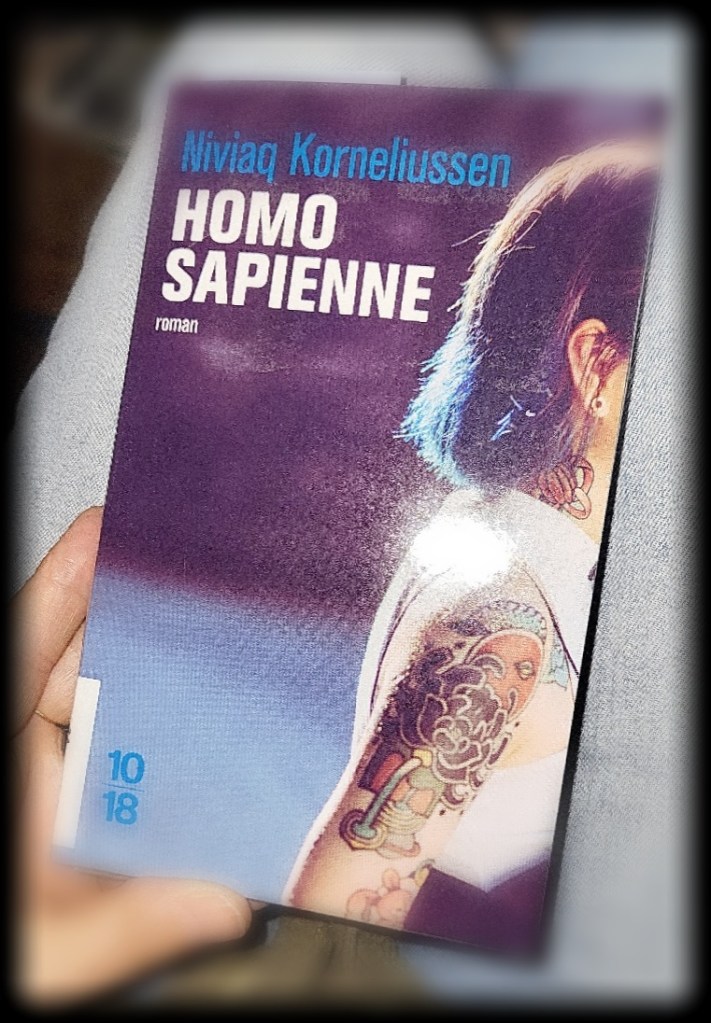 Niviaq Korneliussen
HOMO
SAPIENNE
roman
10
18